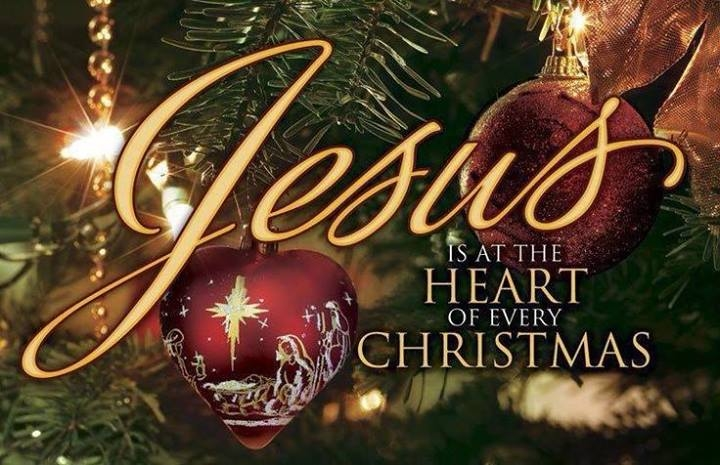 Jesus
IS AT THE
HEART
OF EVERY
CHRISTMAS